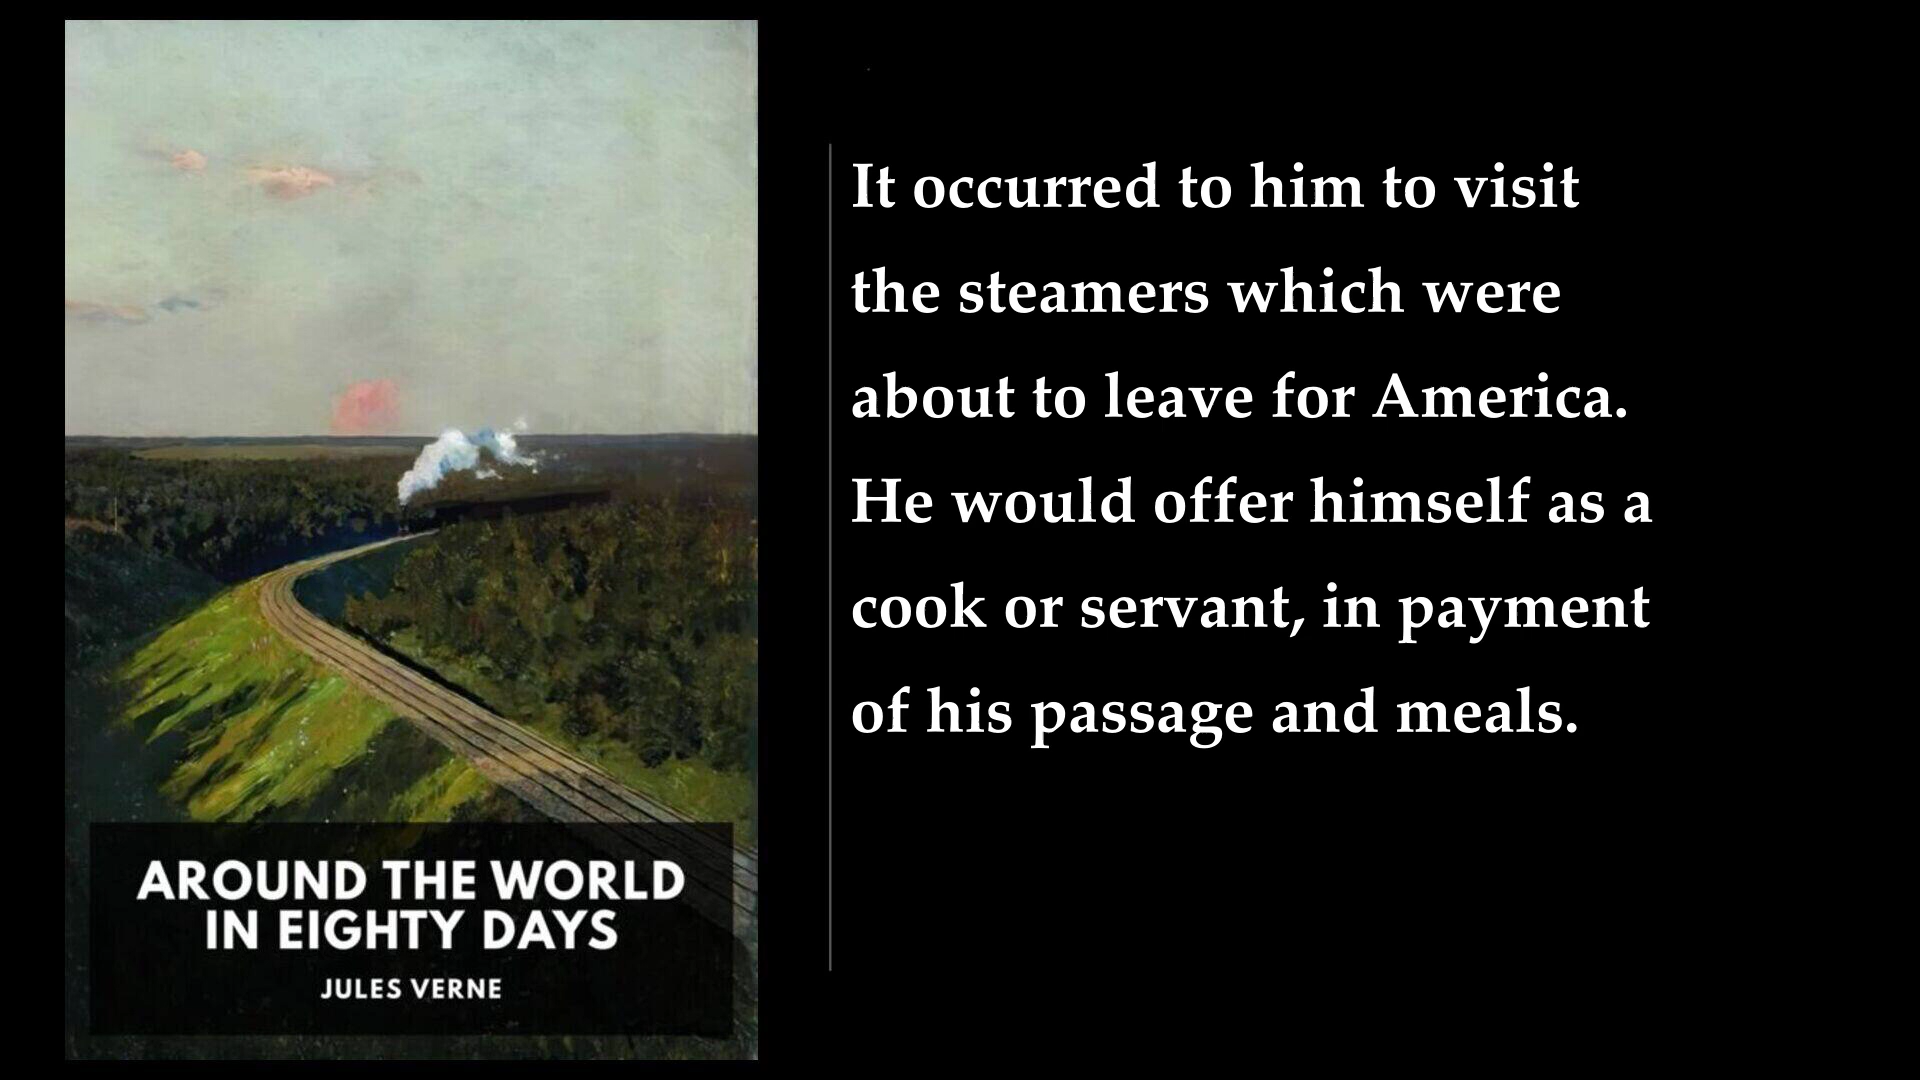 It occurred to him to visit
the steamers which were
about to leave for America.
He would offer himself as a
cook or servant, in payment
of his passage and meals.
AROUND THE WORLD
IN EIGHTY DAYS
JULES VERNE